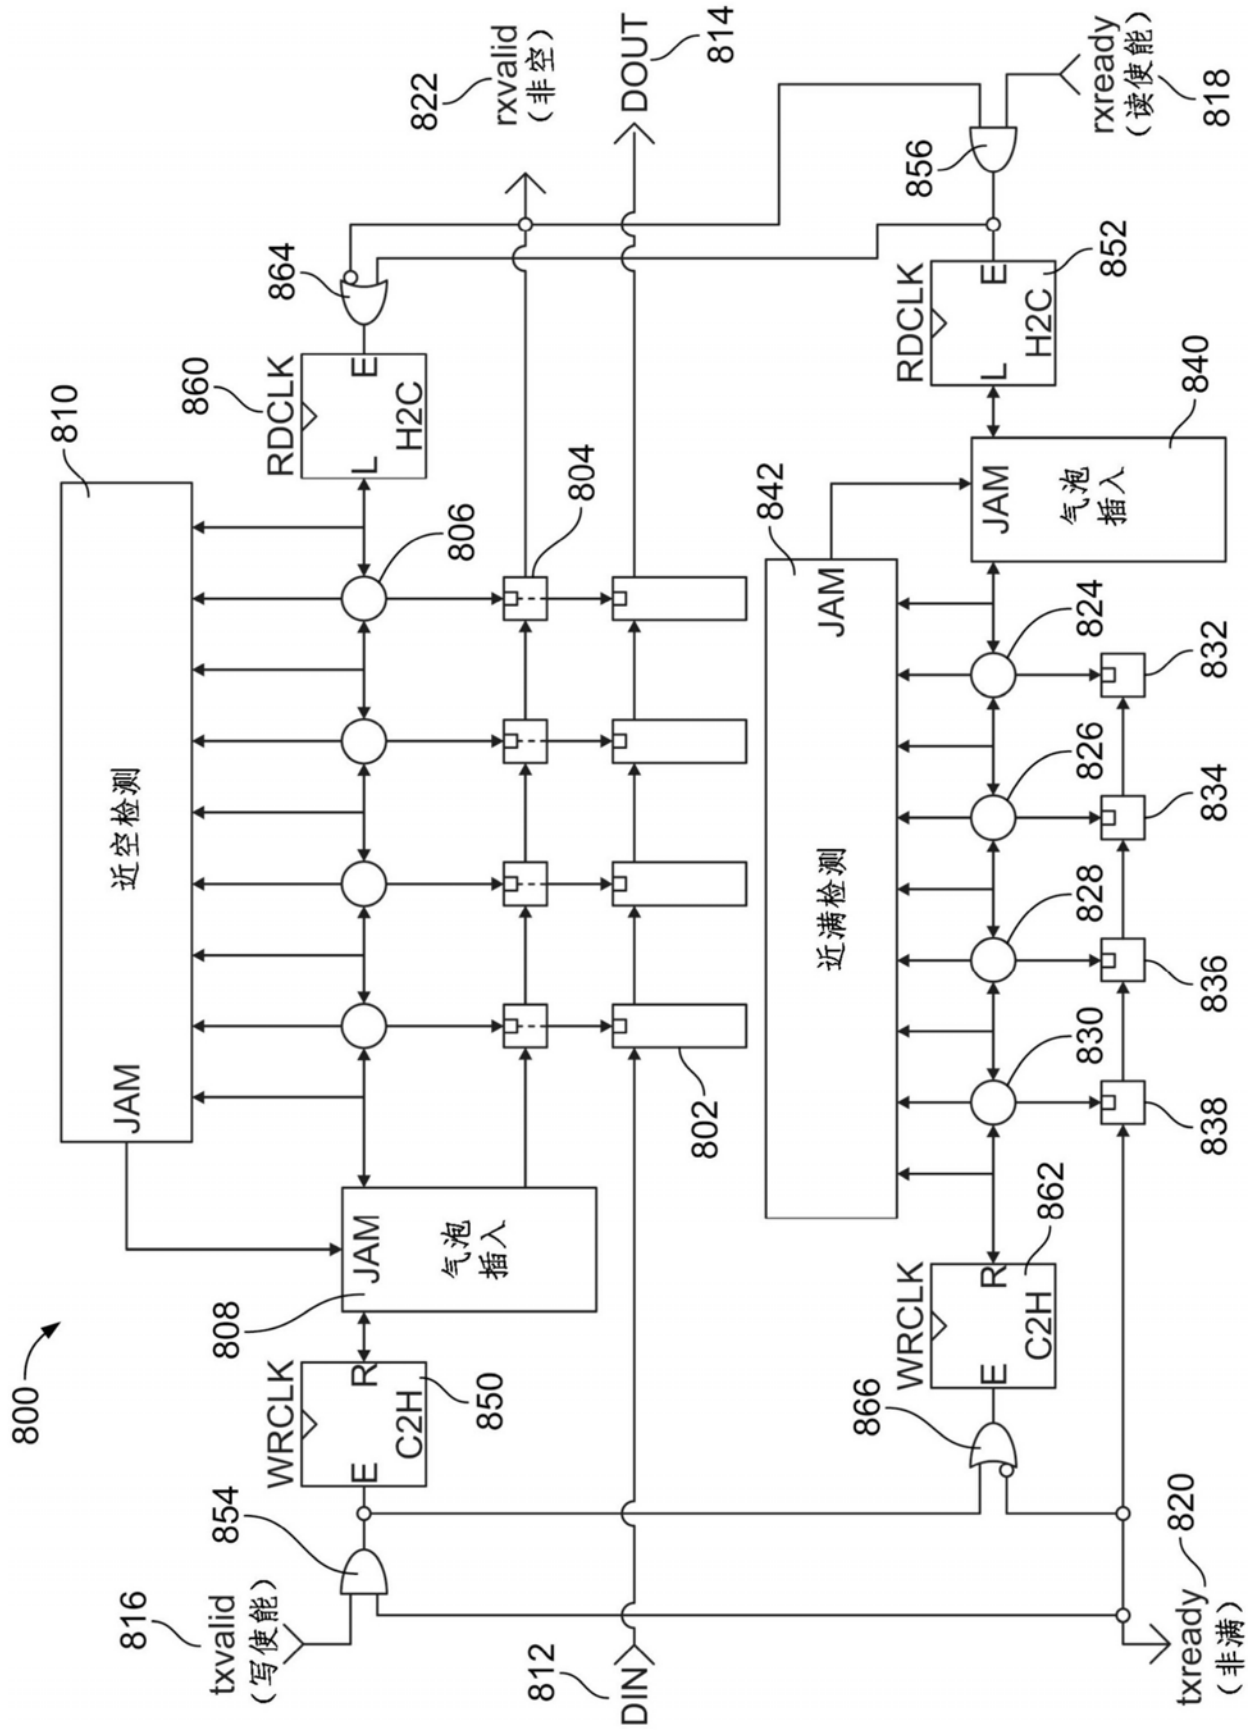 800
810
JAM
近空检测
816
854
808
860
864
822
txvalid
(写使能)
WRCLK
E
R
C2H
850
JAM
气泡
插入
RDCLK
L
E
H2C
806
804
rxvalid
(非空)
812
DIN
802
DOUT
814
842
近满检测
JAM
866
WRCLK
E
R
C2H
862
830
828
826
824
JAM
气泡
插入
840
RDCLK
L
E
H2C
852
856
rxready
(读使能)
818
txready
(非满)
820
838
836
834
832